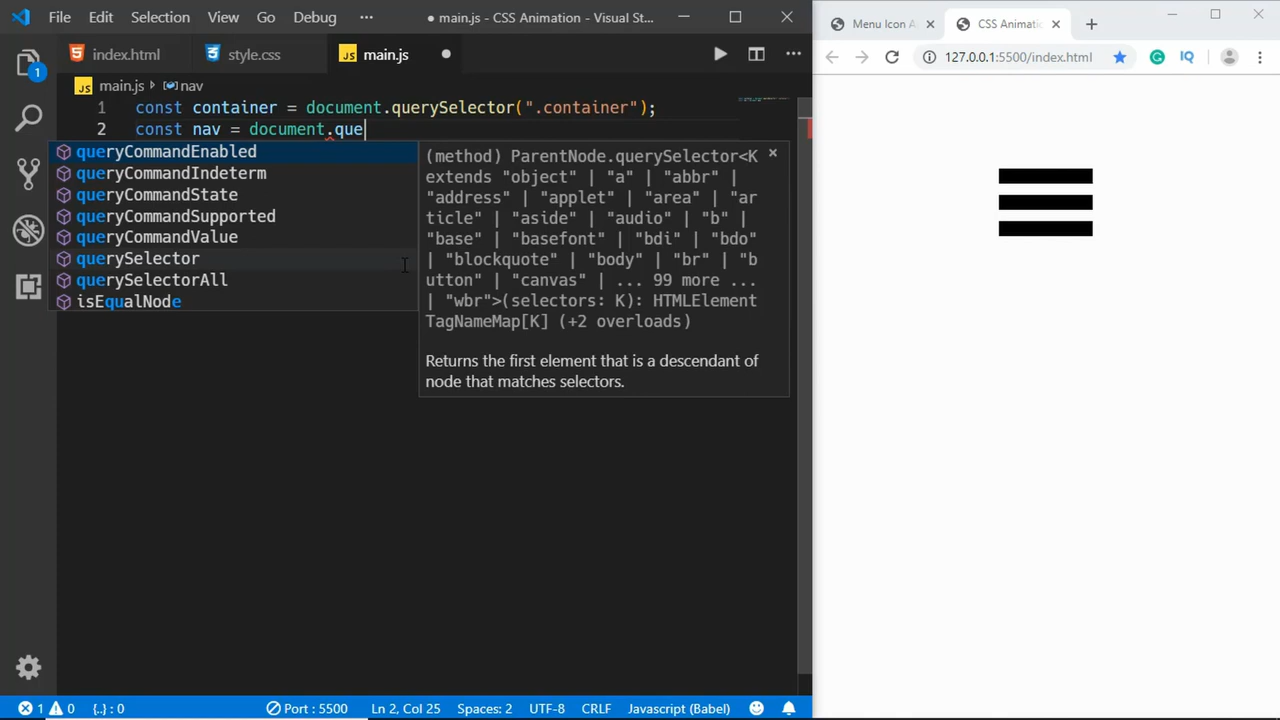 File Edit Selection View Go Debug ··· ● main.js - CSS Animation - Visual St...
Menu Icon A
CSS Animatic
index.html
style.css
main.js
127.0.0.1:5500/index.html
IQ
1
main.js > nav
1 const container = document.querySelector(".container");
2 const nav = document.que
queryCommandEnabled
queryCommandIndeterm
queryCommandState
queryCommandSupported
queryCommandValue
querySelector
querySelectorAll
isEqualNode
(method) ParentNode.querySelector<K
extends "object" | "a" | "abbr" |
"address" | "applet" | "area" | "ar
ticle" | "aside" | "audio" | "b" |
"base" | "basefont" | "bdi" | "bdo"
| "blockquote" | "body" | "br" | "b
utton" | "canvas" | ... 99 more ...
| "wbr">(selectors: K): HTMLElement
TagNameMap[K] (+2 overloads)
Returns the first element that is a descendant of
node that matches selectors.
1 0 {..} : 0 Port : 5500 Ln 2, Col 25 Spaces: 2 UTF-8 CRLF Javascript (Babel)